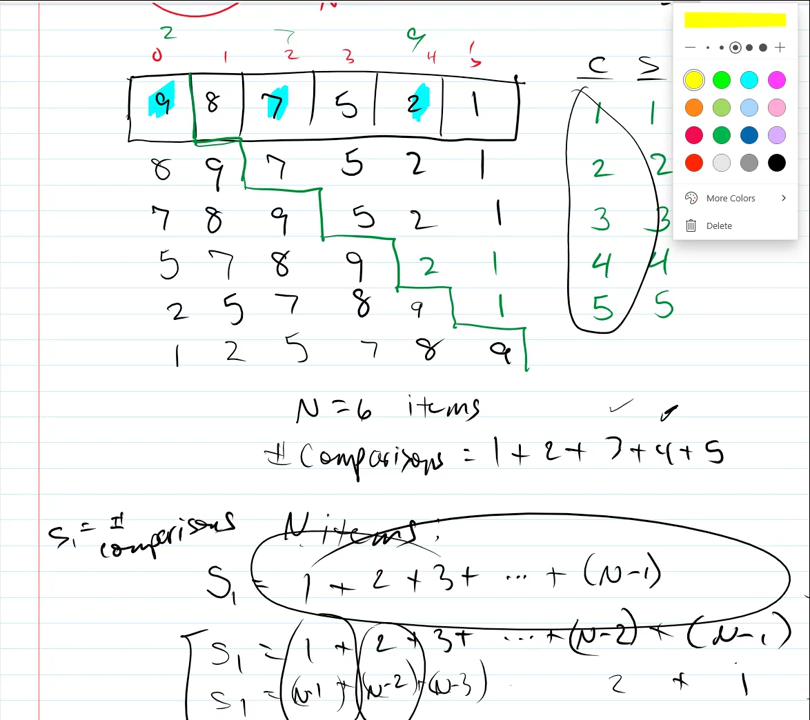 N
2 7 9
0 1 2 3 4 5
C S
9 8 7 5 2 1 1 1
8 9 7 5 2 1 2 2
7 8 9 5 2 1 3 3
5 7 8 9 2 1 4 4
2 5 7 8 9 1 5 5
1 2 5 7 8 9
More Colors
Delete
N = 6 items
# Comparisons = 1 + 2 + 3 + 4 + 5
S₁ = # comparisons
N items:
S₁ = 1 + 2 + 3 + ... + (N-1)
S₁ = 1 + 2 + 3 + ... + (N-2) + (N-1)
S₁ = (N-1) + (N-2) + (N-3) 2 + 1